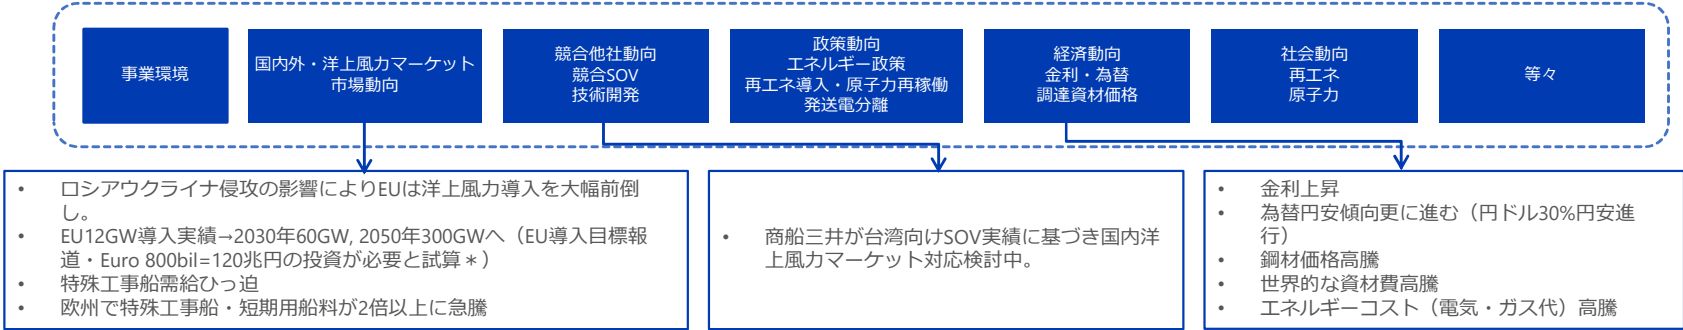 事業環境
国内外・洋上風力マーケット
市場動向
競合他社動向
競合SOV
技術開発
政策動向
エネルギー政策
再エネ導入・原子力再稼働
発送電分離
経済動向
金利・為替
調達資材価格
社会動向
再エネ
原子力
等々
• ロシアウクライナ侵攻の影響によりEUは洋上風力導入を大幅前倒
し。
• EU12GW導入実績→2030年60GW, 2050年300GWへ（EU導入目標報
道・Euro 800bil=120兆円の投資が必要と試算＊）
• 特殊工事船需給ひっ迫
• 欧州で特殊工事船・短期用船料が2倍以上に急騰
• 商船三井が台湾向けSOV実績に基づき国内洋
上風力マーケット対応検討中。
• 金利上昇
• 為替円安傾向更に進む（円ドル30%円安進
行）
• 鋼材価格高騰
• 世界的な資材費高騰
• エネルギーコスト（電気・ガス代）高騰